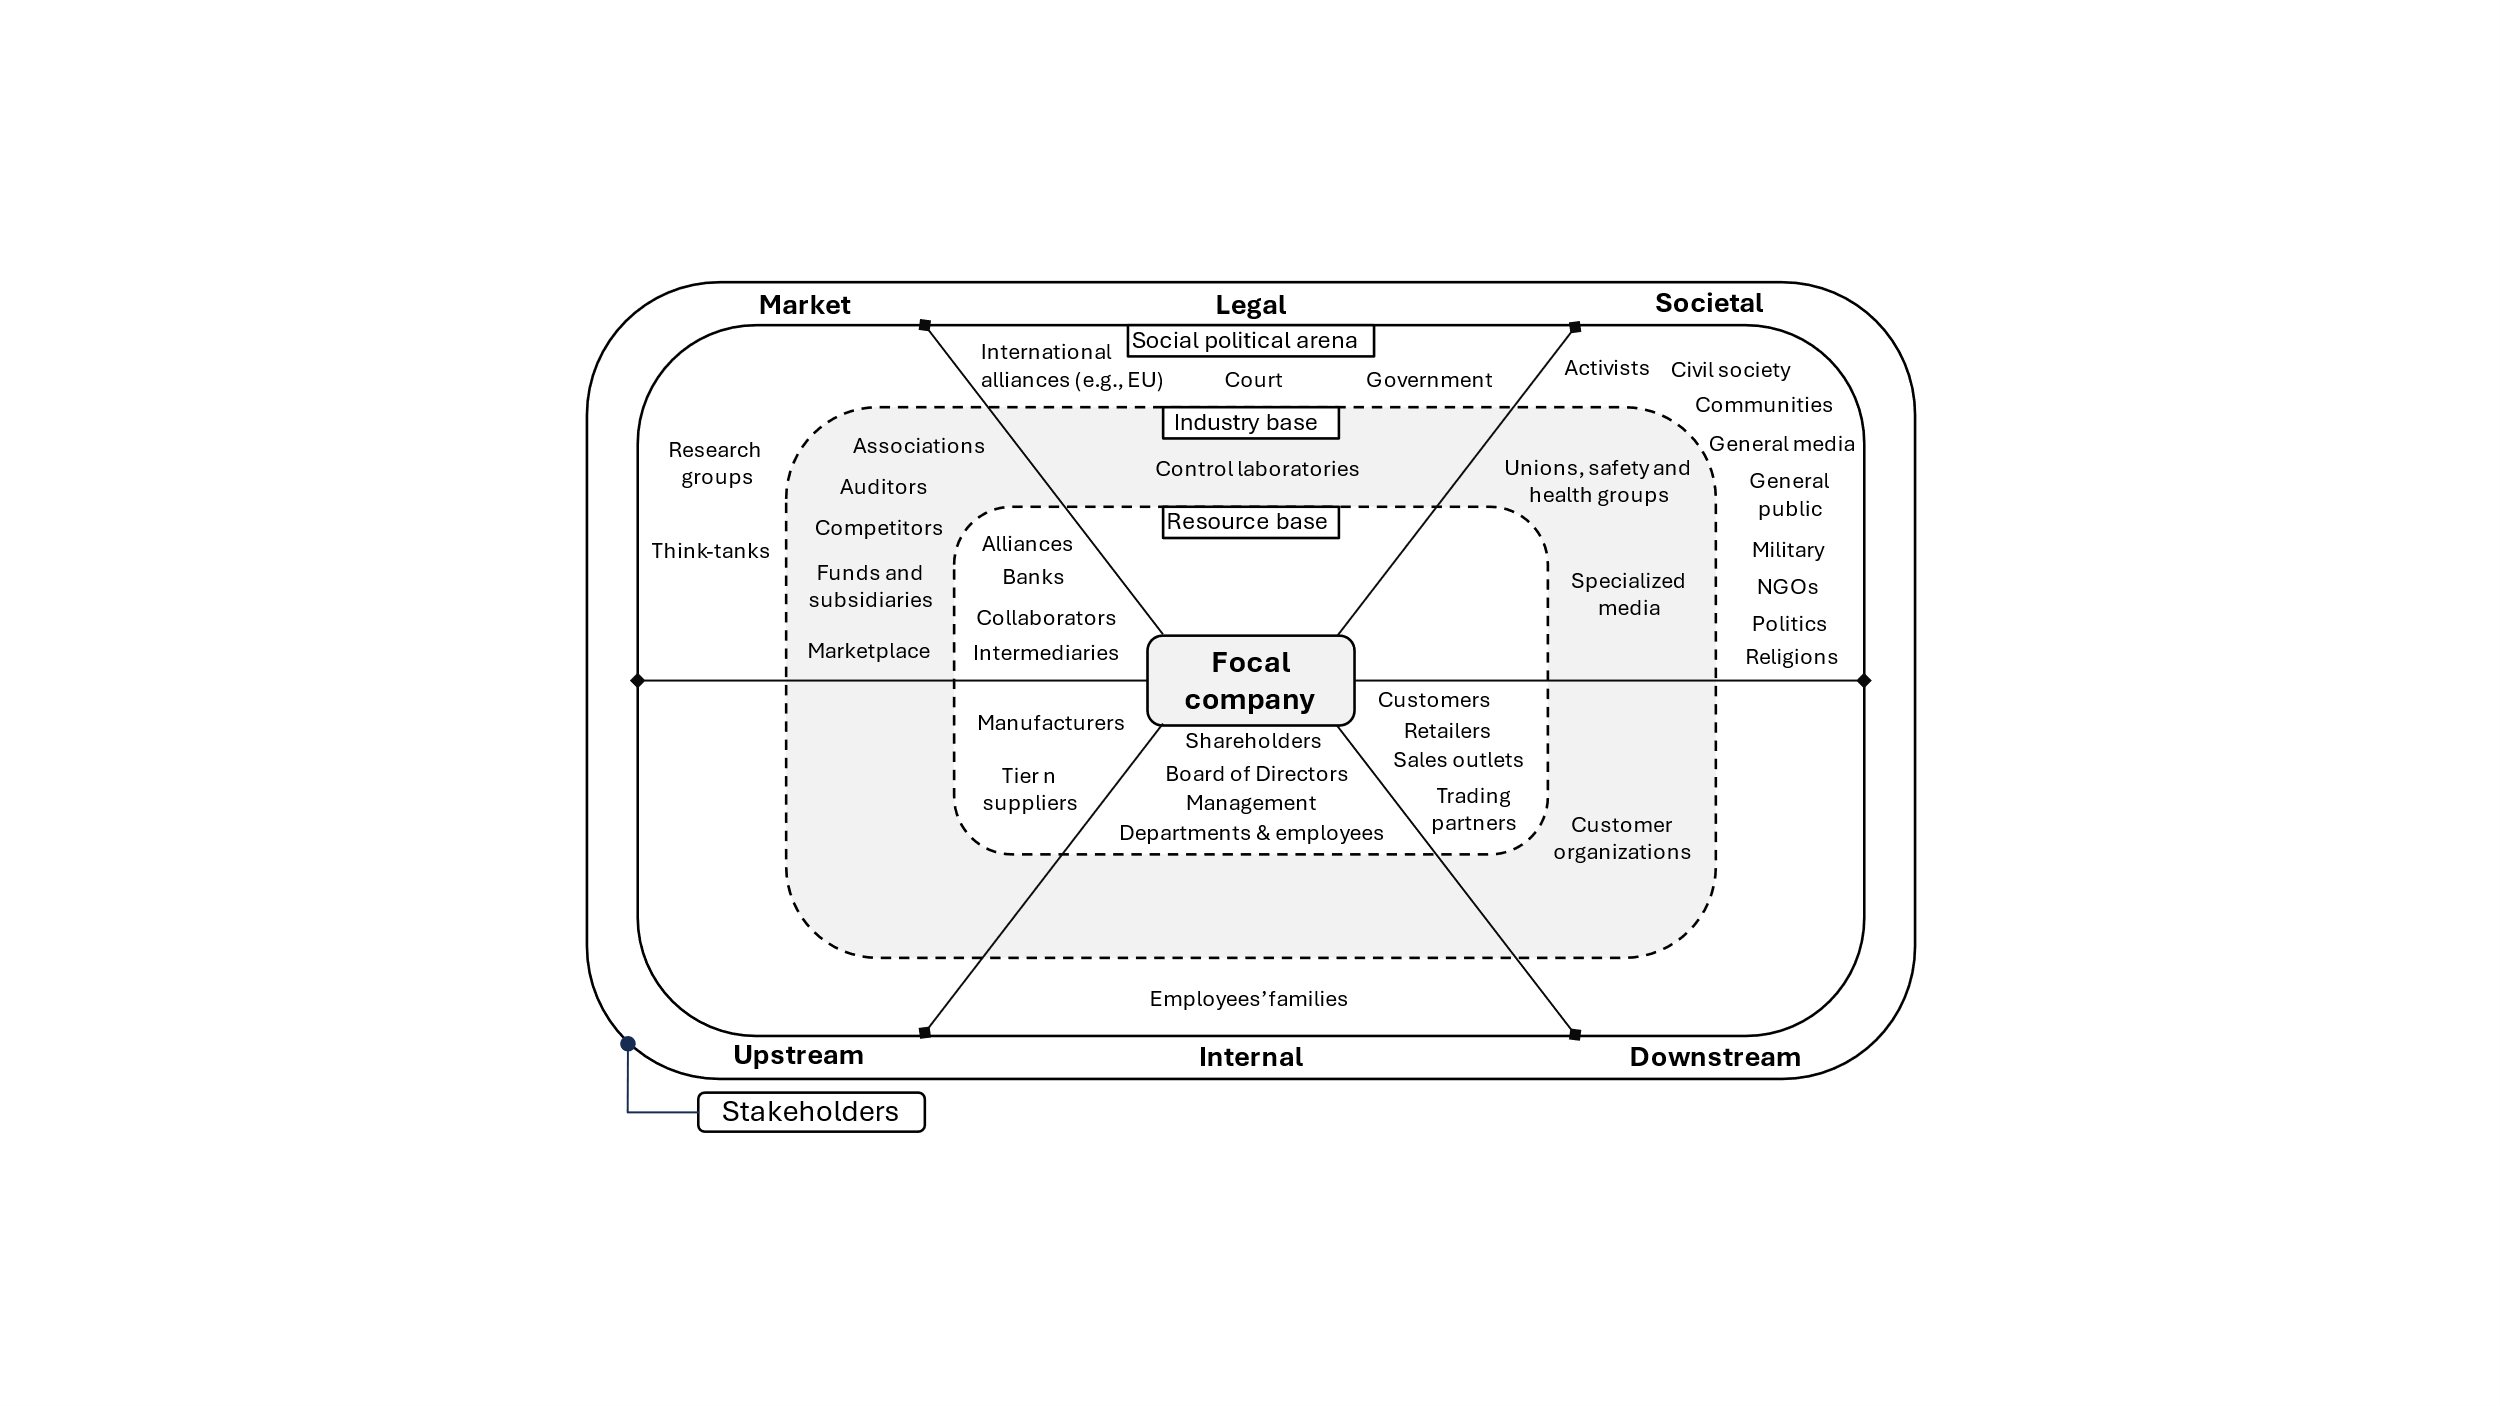 Market
Legal
Societal
Social political arena
International
alliances (e.g., EU)
Court
Government
Activists
Civil society
Communities
General media
General
public
Military
NGOs
Politics
Religions
Research
groups
Think-tanks
Industry base
Associations
Auditors
Competitors
Funds and
subsidiaries
Marketplace
Control laboratories
Unions, safety and
health groups
Specialized
media
Resource base
Alliances
Banks
Collaborators
Intermediaries
Focal
company
Manufacturers
Tier n
suppliers
Shareholders
Board of Directors
Management
Departments & employees
Customers
Retailers
Sales outlets
Trading
partners
Customer
organizations
Employees’ families
Upstream
Internal
Downstream
Stakeholders